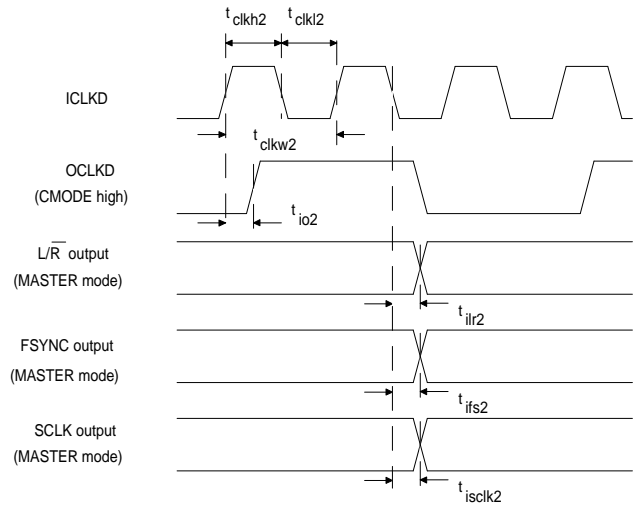 t clkh2 t clkl2
ICLKD
t clkw2
OCLKD
(CMODE high)
t io2
L/R̅ output
(MASTER mode)
t ilr2
FSYNC output
(MASTER mode)
t ifs2
SCLK output
(MASTER mode)
t isclk2